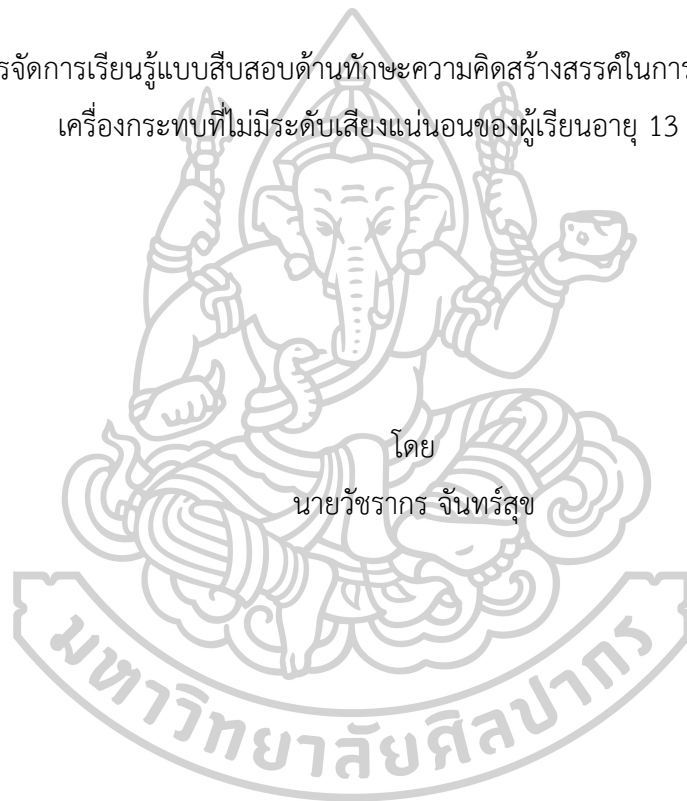 รจัดการเรียนรู้แบบสืบสอบด้านทักษะความคิดสร้างสรรค์ในการ
เครื่องกระทบที่ไม่มีระดับเสียงแน่นอนของผู้เรียนอายุ 13
โดย
นายวัชรากร จันทร์สุข
มหาวิทยาลัยศิลปากร